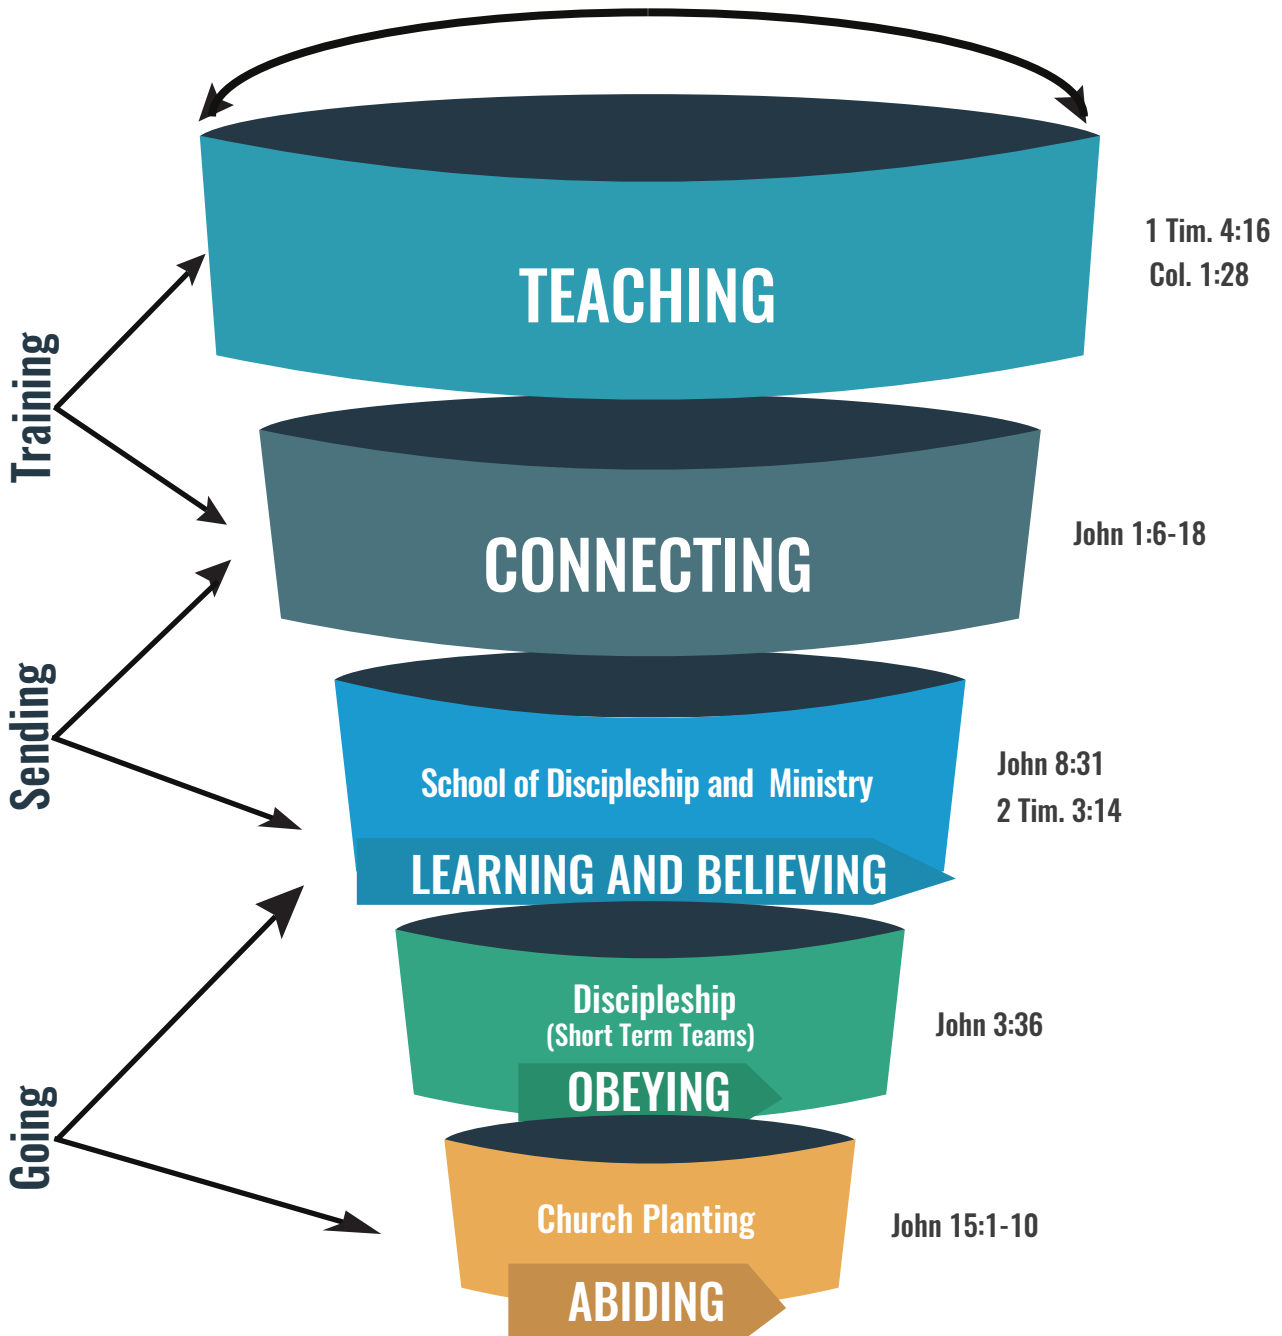 TEACHING
1 Tim. 4:16
Col. 1:28
Training
CONNECTING
John 1:6-18
Sending
School of Discipleship and  Ministry
LEARNING AND BELIEVING
John 8:31
2 Tim. 3:14
Discipleship
(Short Term Teams)
OBEYING
John 3:36
Going
Church Planting
ABIDING
John 15:1-10